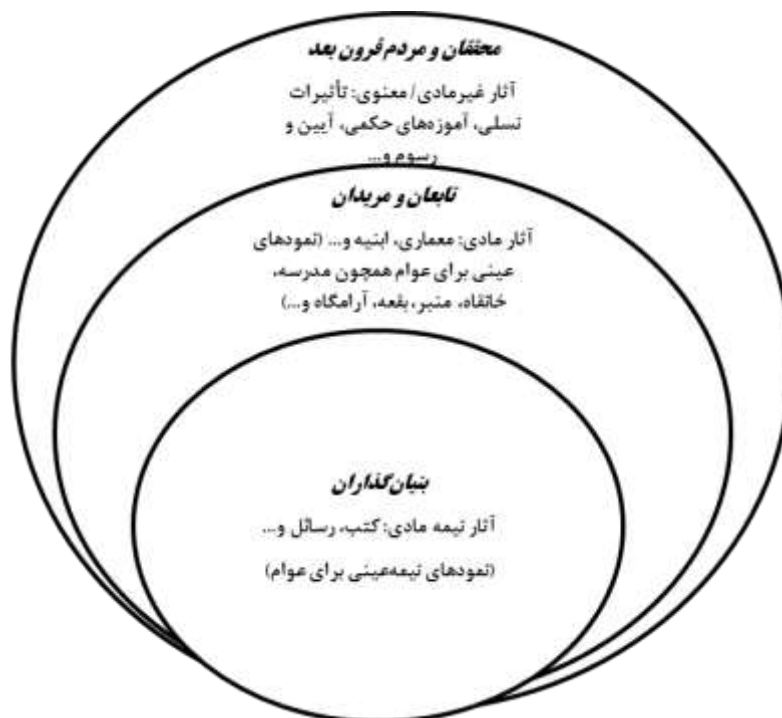 محققان و مردم قرون بعد
آثار غیرمادی/ معنوی: تأثیرات
نسلی، آموزه‌های حکمی، آیین و
رسوم و...
تابعان و مریدان
آثار مادی: معماری، ابنیه و... (نمودهای
عینی برای عوام همچون مدرسه،
خانقاه، منبر، بقعه، آرامگاه و...)
بنیان‌گذاران
آثار نیمه مادی: کتب، رسائل و...
(نمودهای نیمه‌عینی برای عوام)